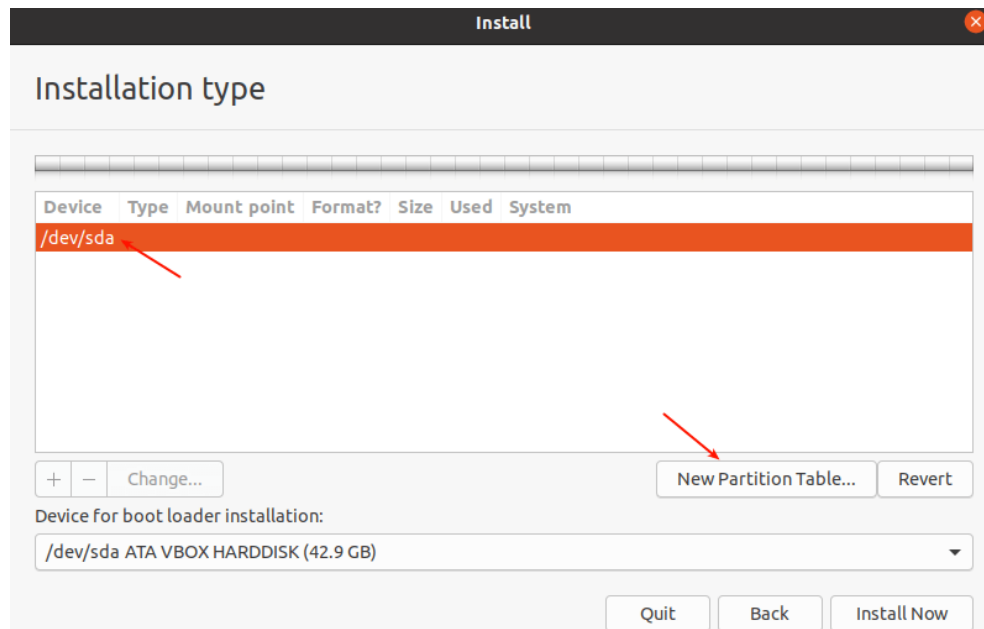 Install
Installation type
Device Type Mount point Format? Size Used System
/dev/sda
+ − Change... New Partition Table... Revert
Device for boot loader installation:
/dev/sda ATA VBOX HARDDISK (42.9 GB)
Quit Back Install Now